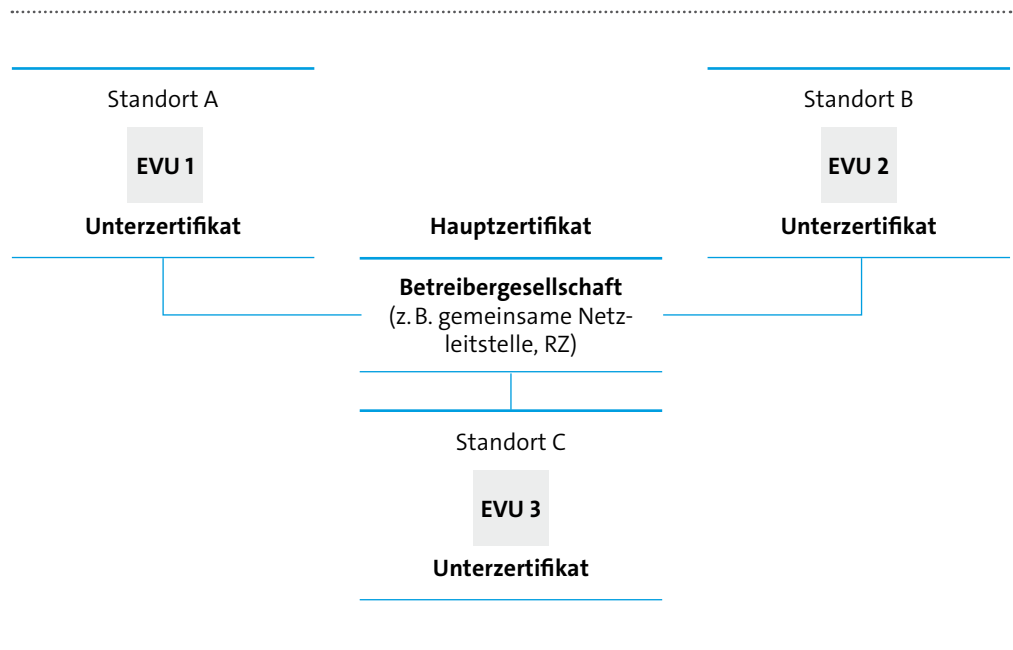 Standort A
EVU 1
Unterzertifikat
Standort B
EVU 2
Unterzertifikat
Hauptzertifikat
Betreibergesellschaft
(z. B. gemeinsame Netz-
leitstelle, RZ)
Standort C
EVU 3
Unterzertifikat